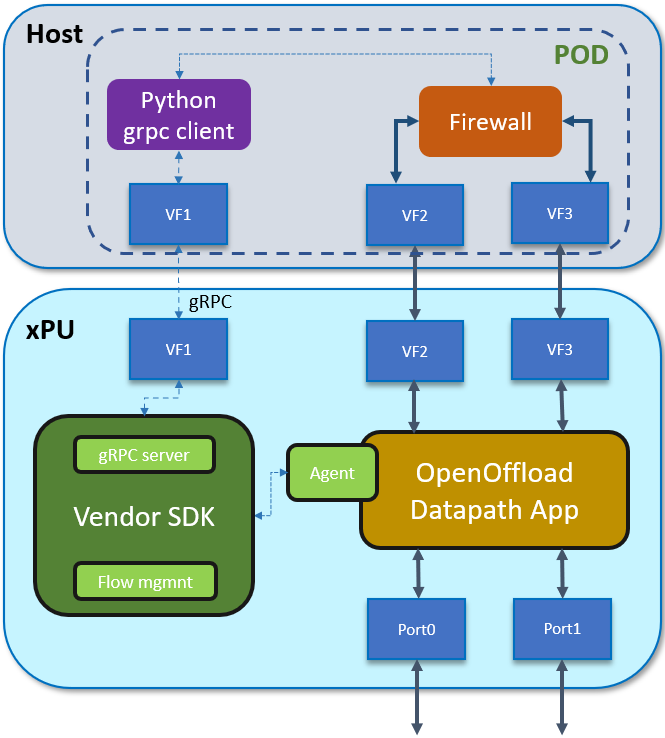 Host
POD
Python
grpc client
Firewall
VF1
VF2
VF3
gRPC
xPU
VF1
VF2
VF3
gRPC server
Vendor SDK
Flow mgmnt
Agent
OpenOffload
Datapath App
Port0
Port1